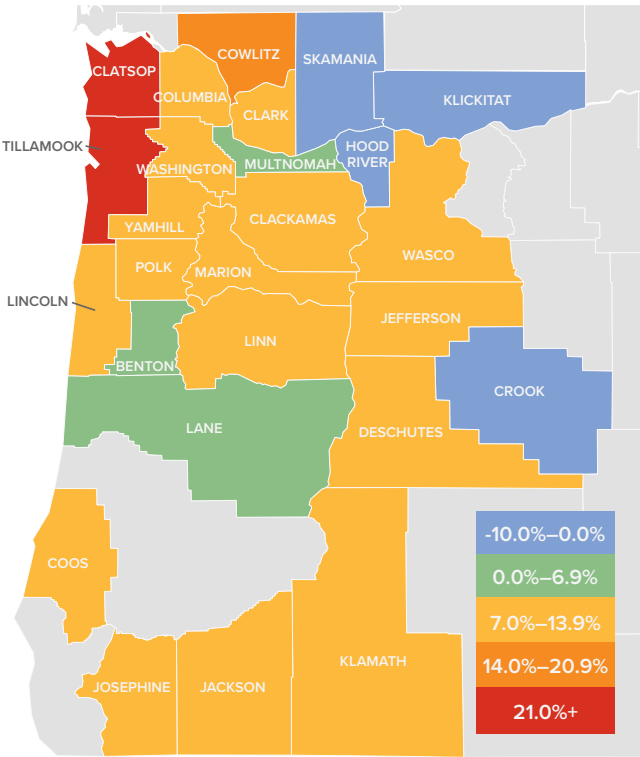 COWLITZ
SKAMANIA
CLATSOP
COLUMBIA
KLICKITAT
CLARK
TILLAMOOK
HOOD
RIVER
WASHINGTON
MULTNOMAH
CLACKAMAS
YAMHILL
WASCO
POLK
MARION
LINCOLN
JEFFERSON
LINN
BENTON
CROOK
LANE
DESCHUTES
COOS
KLAMATH
JOSEPHINE
JACKSON
-10.0%–0.0%
0.0%–6.9%
7.0%–13.9%
14.0%–20.9%
21.0%+